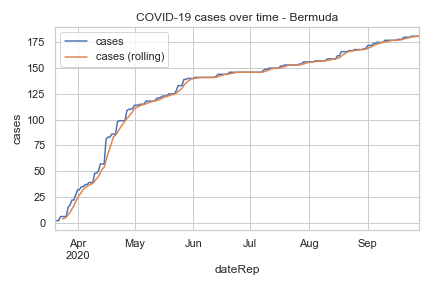 COVID-19 cases over time - Bermuda
cases
cases (rolling)
175
150
125
100
75
50
25
0
cases
Apr
2020
May
Jun
Jul
Aug
Sep
dateRep